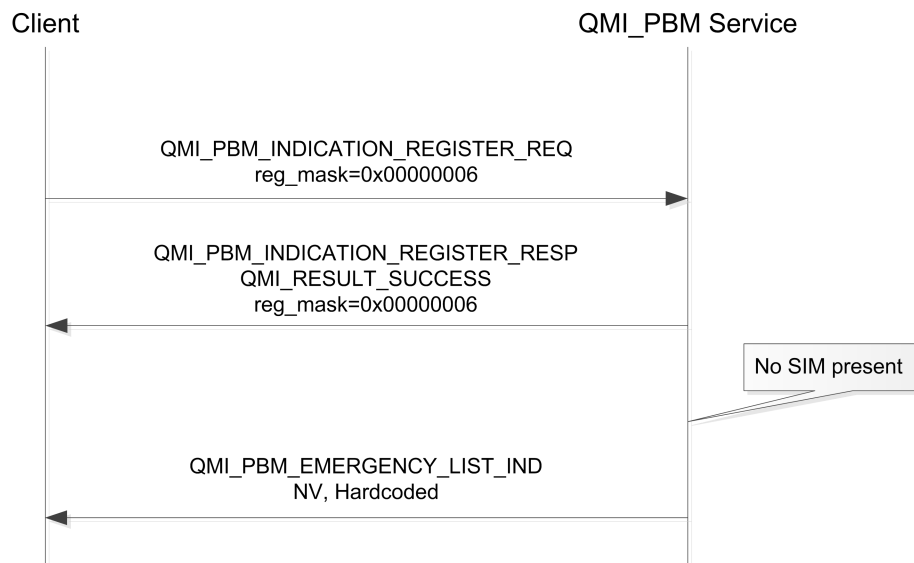 Client
QMI_PBM Service
QMI_PBM_INDICATION_REGISTER_REQ
reg_mask=0x00000006
QMI_PBM_INDICATION_REGISTER_RESP
QMI_RESULT_SUCCESS
reg_mask=0x00000006
No SIM present
QMI_PBM_EMERGENCY_LIST_IND
NV, Hardcoded